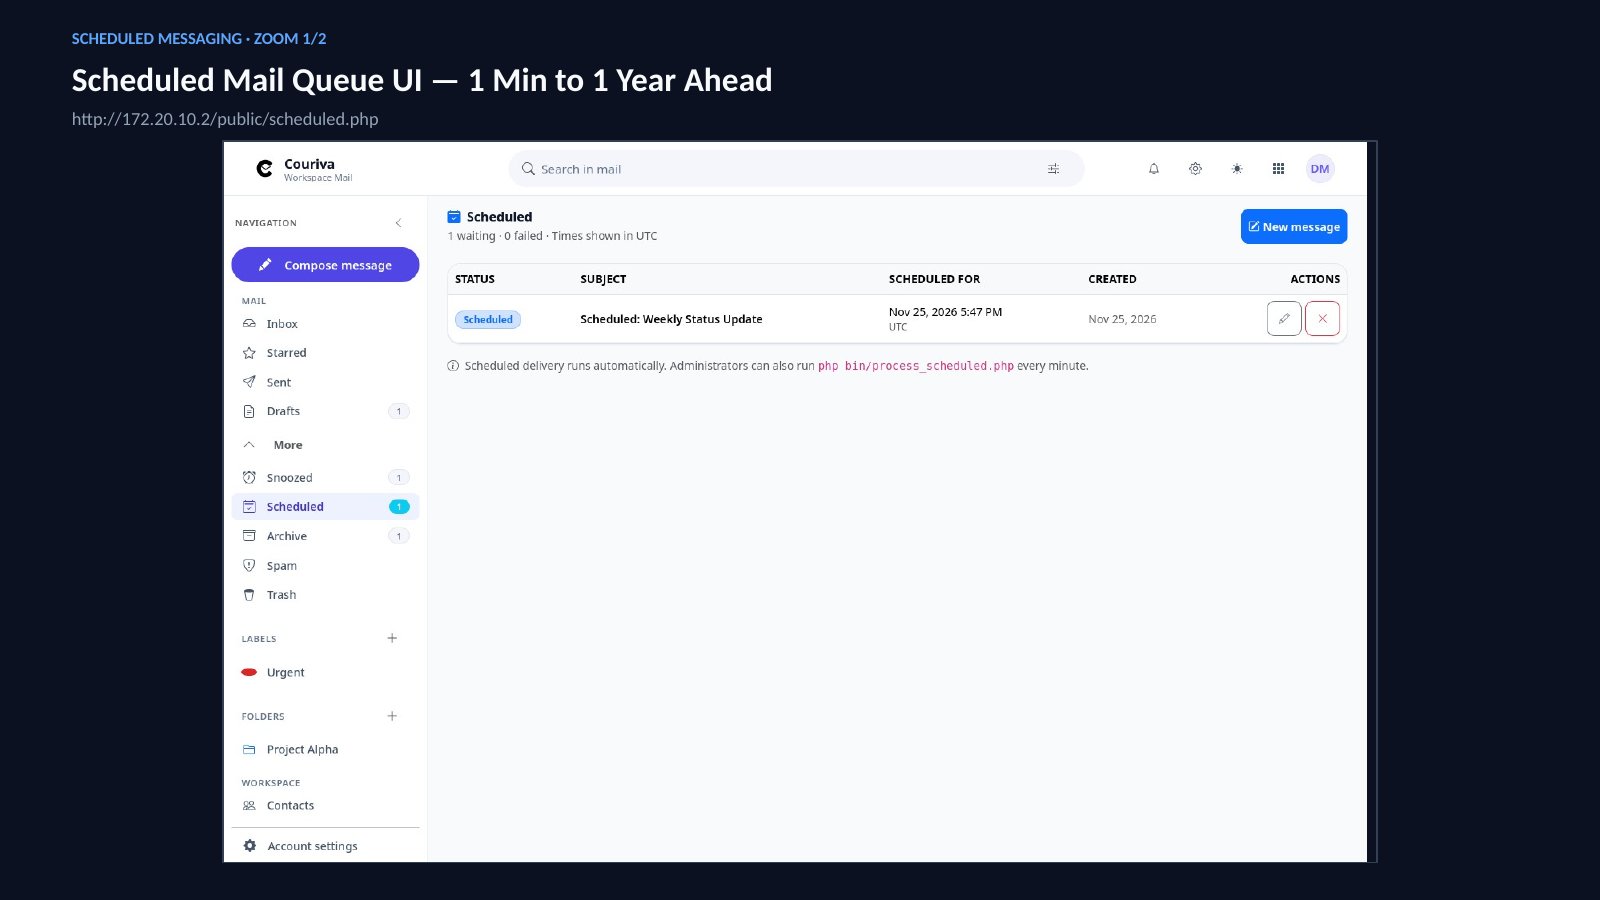 SCHEDULED MESSAGING · ZOOM 1/2
Scheduled Mail Queue UI — 1 Min to 1 Year Ahead
http://172.20.10.2/public/scheduled.php
Couriva
Workspace Mail
Search in mail
DM
NAVIGATION
Compose message
MAIL
Inbox
Starred
Sent
Drafts 1
More
Snoozed 1
Scheduled 1
Archive 1
Spam
Trash
LABELS
Urgent
FOLDERS
Project Alpha
WORKSPACE
Contacts
Account settings
Scheduled
1 waiting · 0 failed · Times shown in UTC
New message
STATUS SUBJECT SCHEDULED FOR CREATED ACTIONS
Scheduled Scheduled: Weekly Status Update Nov 25, 2026 5:47 PM Nov 25, 2026
UTC
Scheduled delivery runs automatically. Administrators can also run php bin/process_scheduled.php every minute.